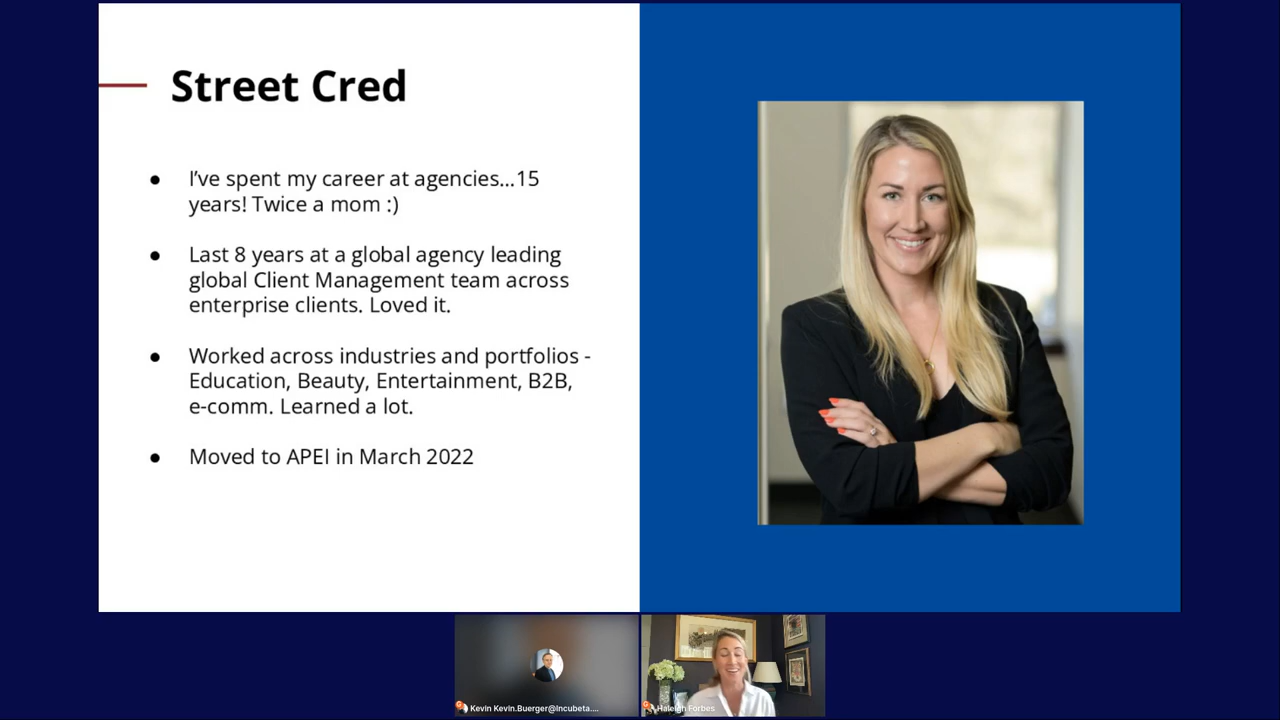 Street Cred
● I’ve spent my career at agencies...15
years! Twice a mom :)
● Last 8 years at a global agency leading
global Client Management team across
enterprise clients. Loved it.
● Worked across industries and portfolios -
Education, Beauty, Entertainment, B2B,
e-comm. Learned a lot.
● Moved to APEI in March 2022
Kevin Kevin.Buerger@Incubeta....
Haleigh Forbes